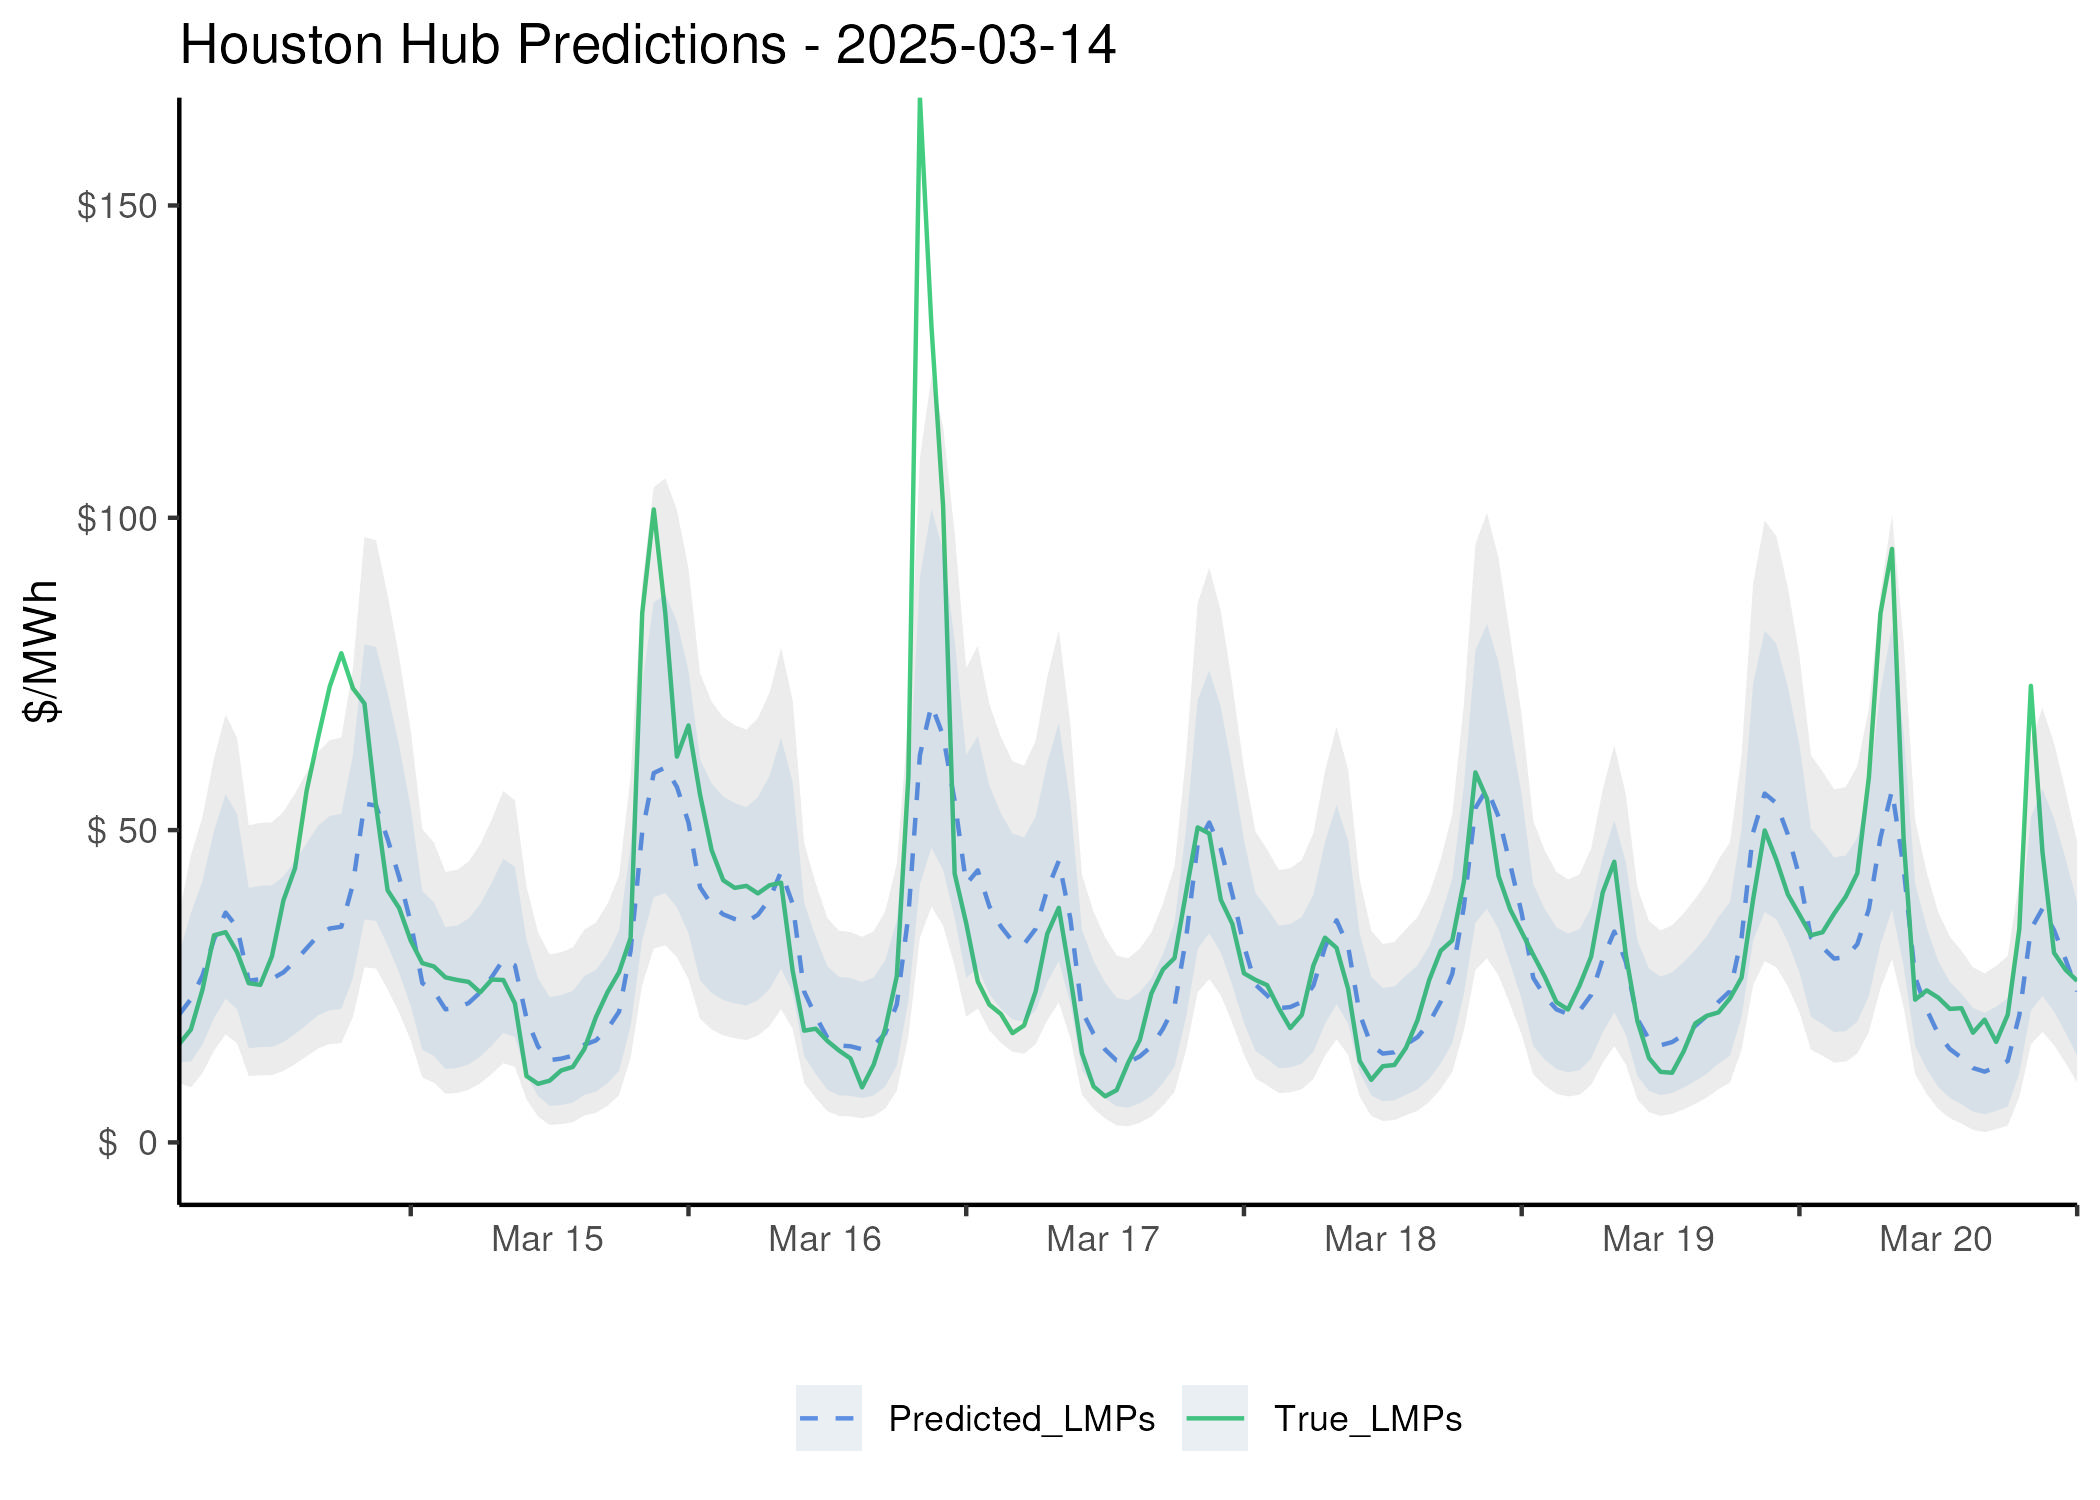 Houston Hub Predictions - 2025-03-14
$/MWh
$150
$100
$ 50
$ 0
Mar 15 Mar 16 Mar 17 Mar 18 Mar 19 Mar 20
Predicted_LMPs True_LMPs